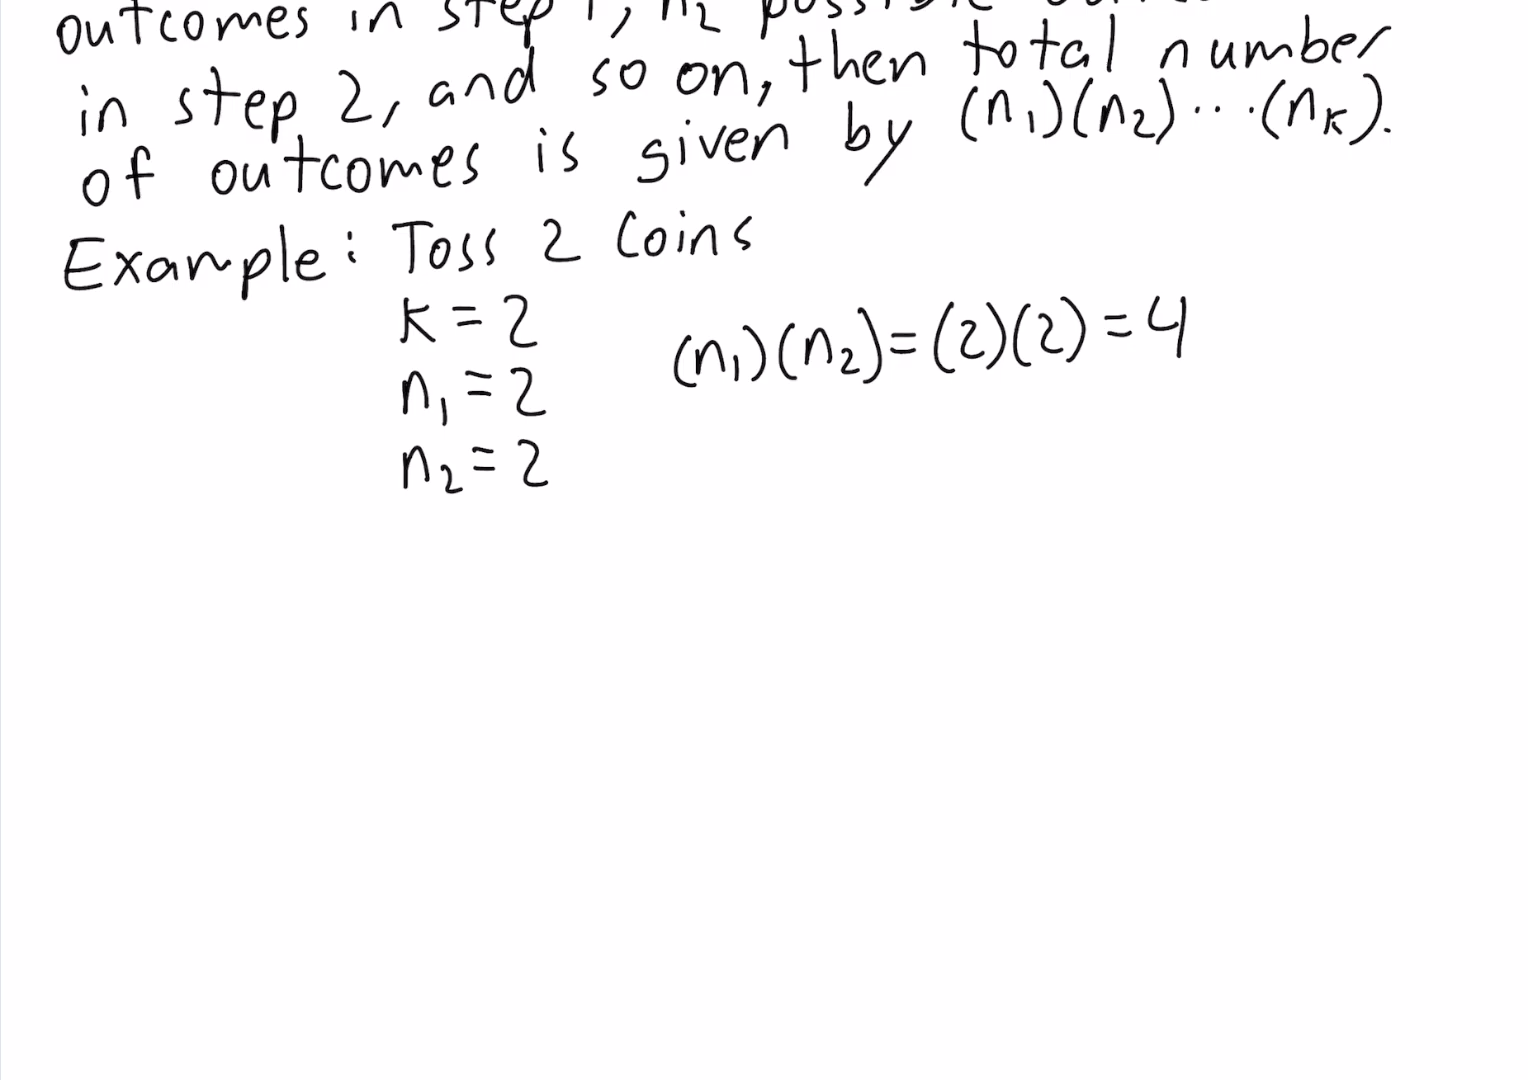 outcomes in step 1, n₂ possible
in step 2, and so on, then total number
of outcomes is given by (n₁)(n₂)...(nₖ).
Example: Toss 2 Coins
K = 2
(n₁)(n₂) = (2)(2) = 4
n₁ = 2
n₂ = 2